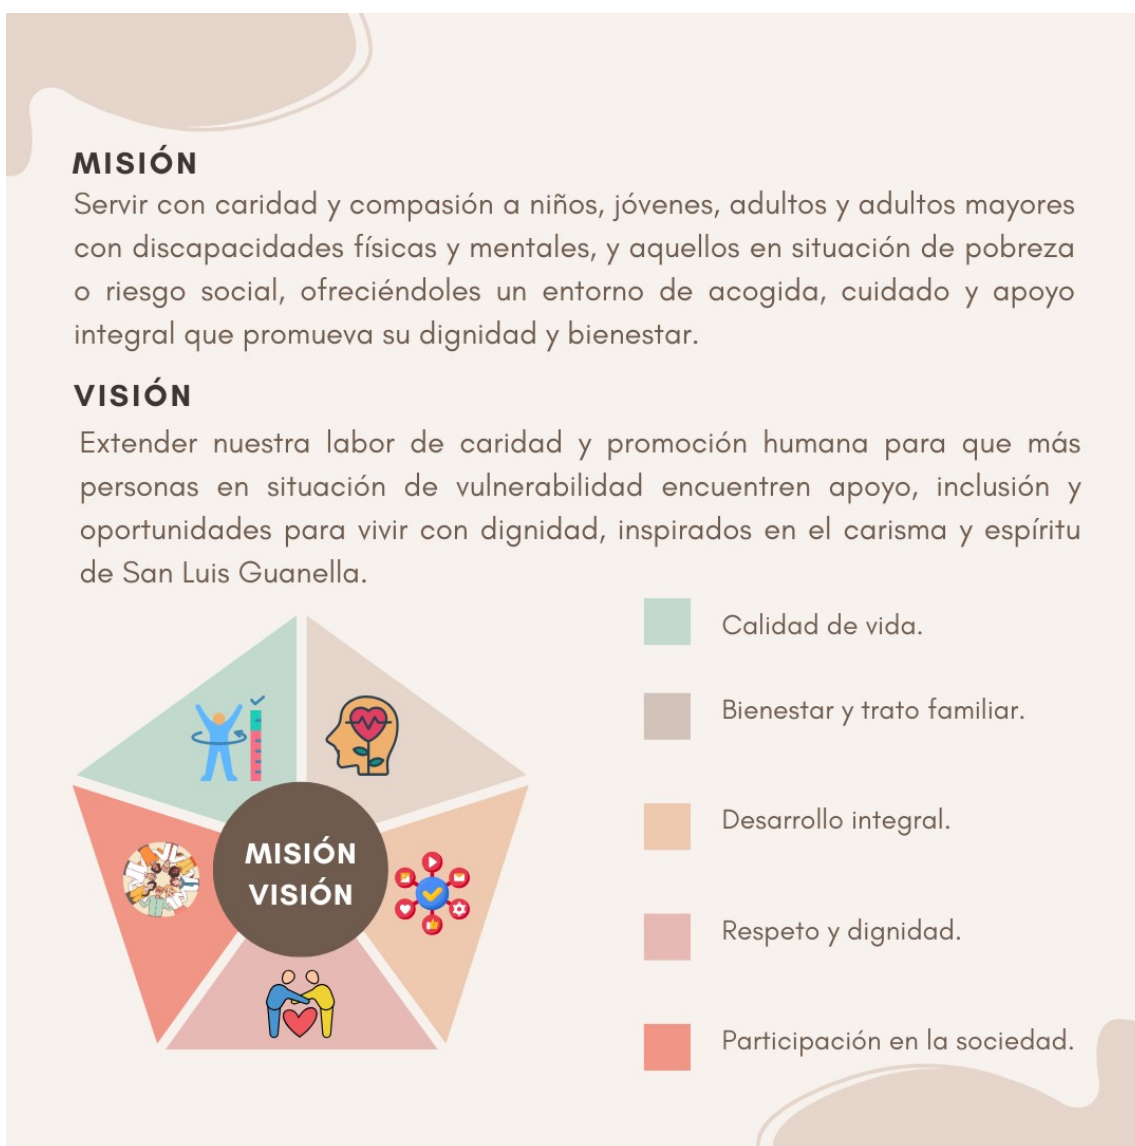 MISIÓN
Servir con caridad y compasión a niños, jóvenes, adultos y adultos mayores
con discapacidades físicas y mentales, y aquellos en situación de pobreza
o riesgo social, ofreciéndoles un entorno de acogida, cuidado y apoyo
integral que promueva su dignidad y bienestar.
VISIÓN
Extender nuestra labor de caridad y promoción humana para que más
personas en situación de vulnerabilidad encuentren apoyo, inclusión y
oportunidades para vivir con dignidad, inspirados en el carisma y espíritu
de San Luis Guanella.
MISIÓN
VISIÓN
Calidad de vida.
Bienestar y trato familiar.
Desarrollo integral.
Respeto y dignidad.
Participación en la sociedad.